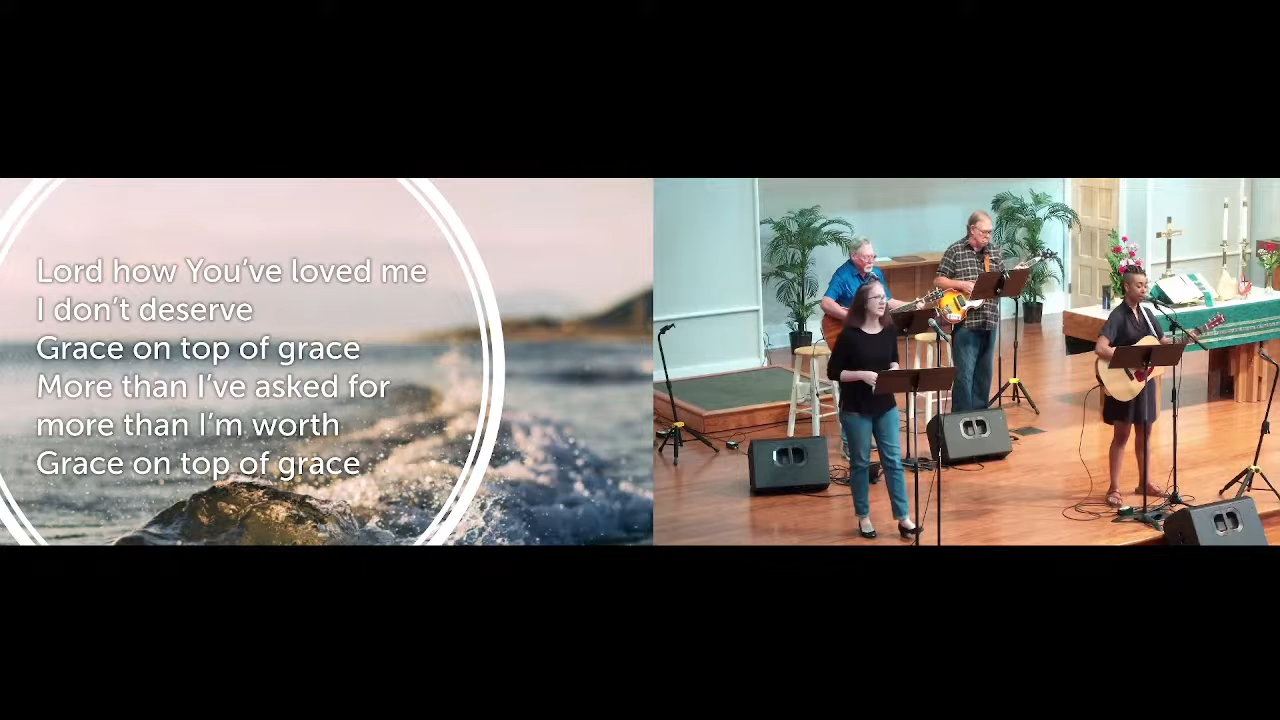 Lord how You've loved me
I don't deserve
Grace on top of grace
More than I've asked for
more than I'm worth
Grace on top of grace